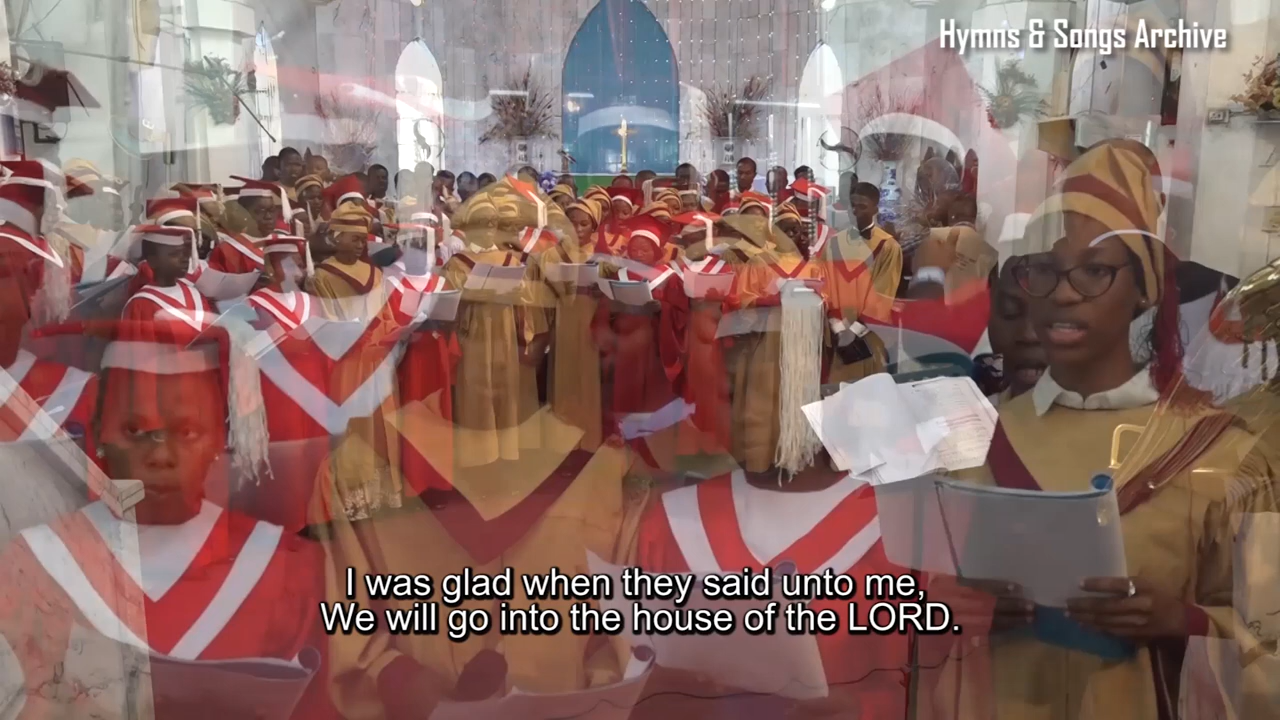 Hymns & Songs Archive
I was glad when they said unto me,
We will go into the house of the LORD.